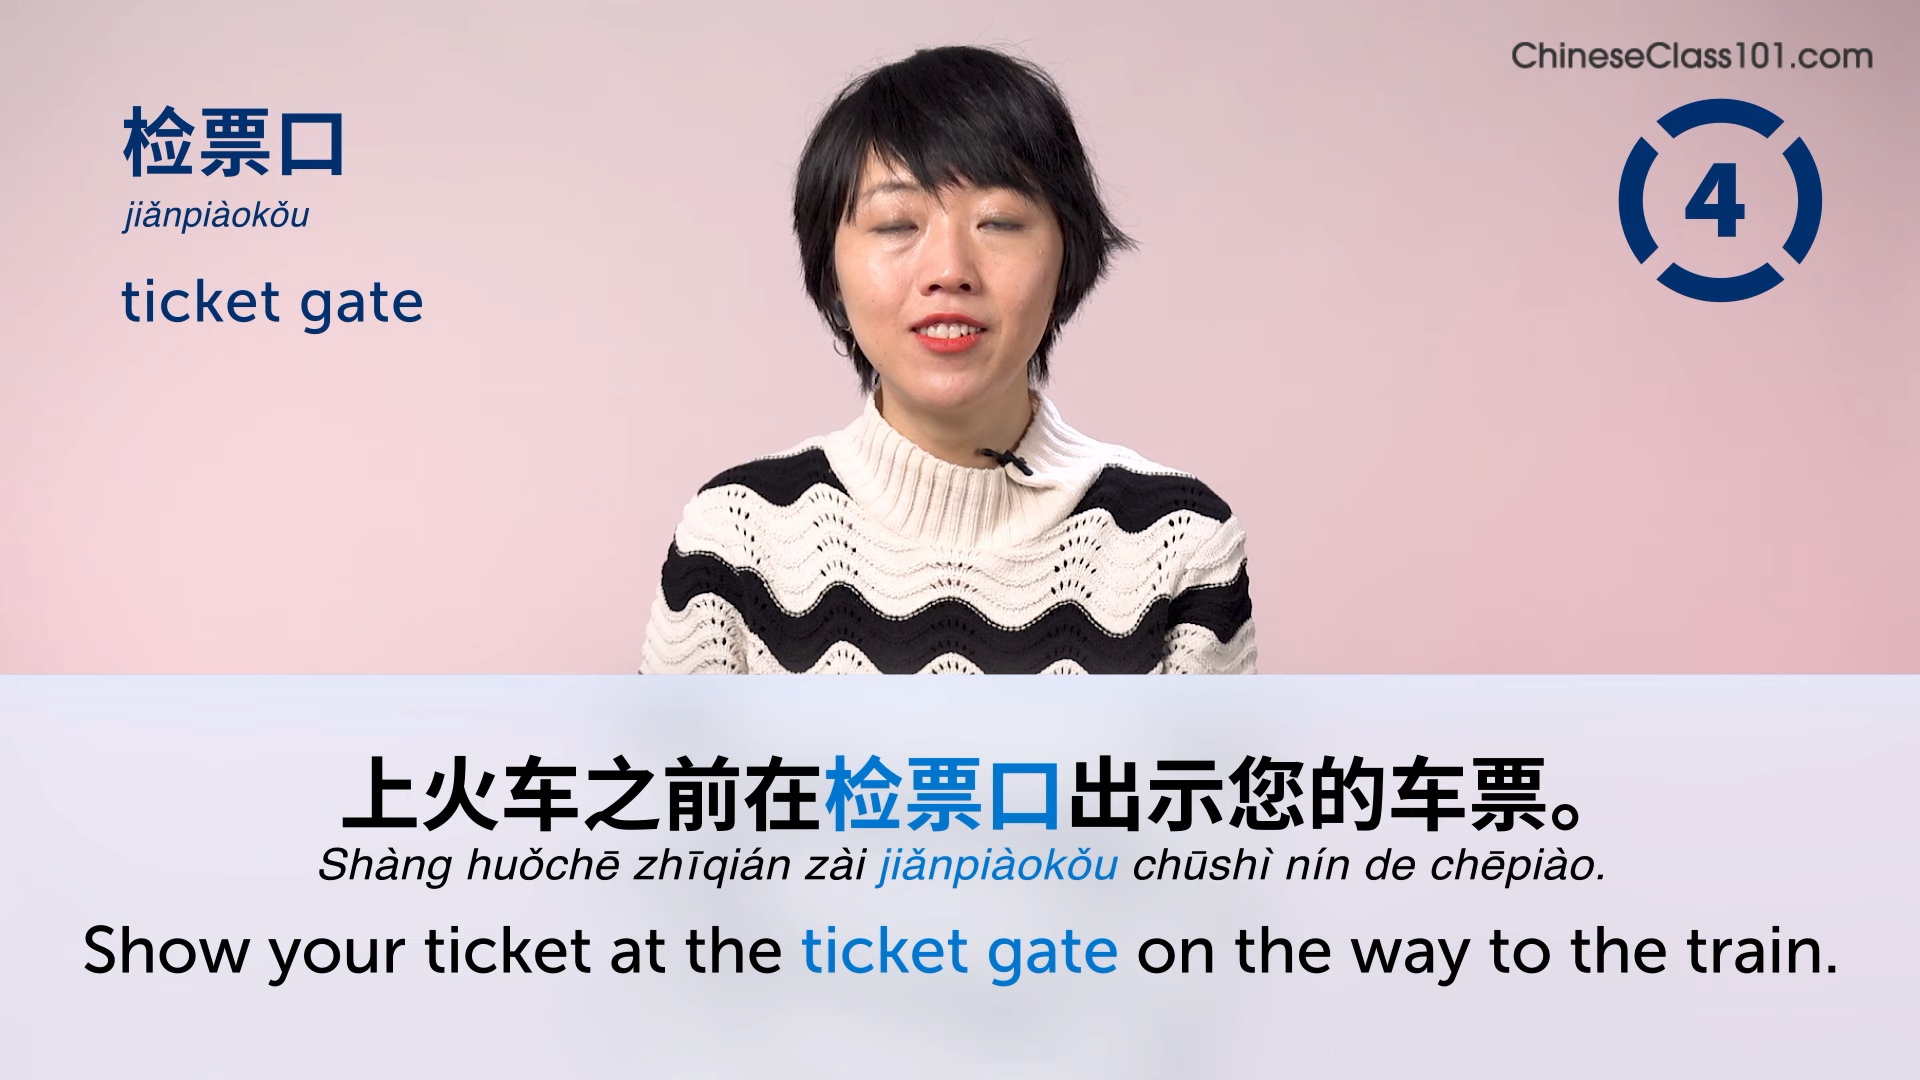 ChineseClass101.com
检票口
jiǎnpiàokǒu
ticket gate
4
上火车之前在检票口出示您的车票。
Shàng huǒchē zhīqián zài jiǎnpiàokǒu chūshì nín de chēpiào.
Show your ticket at the ticket gate on the way to the train.